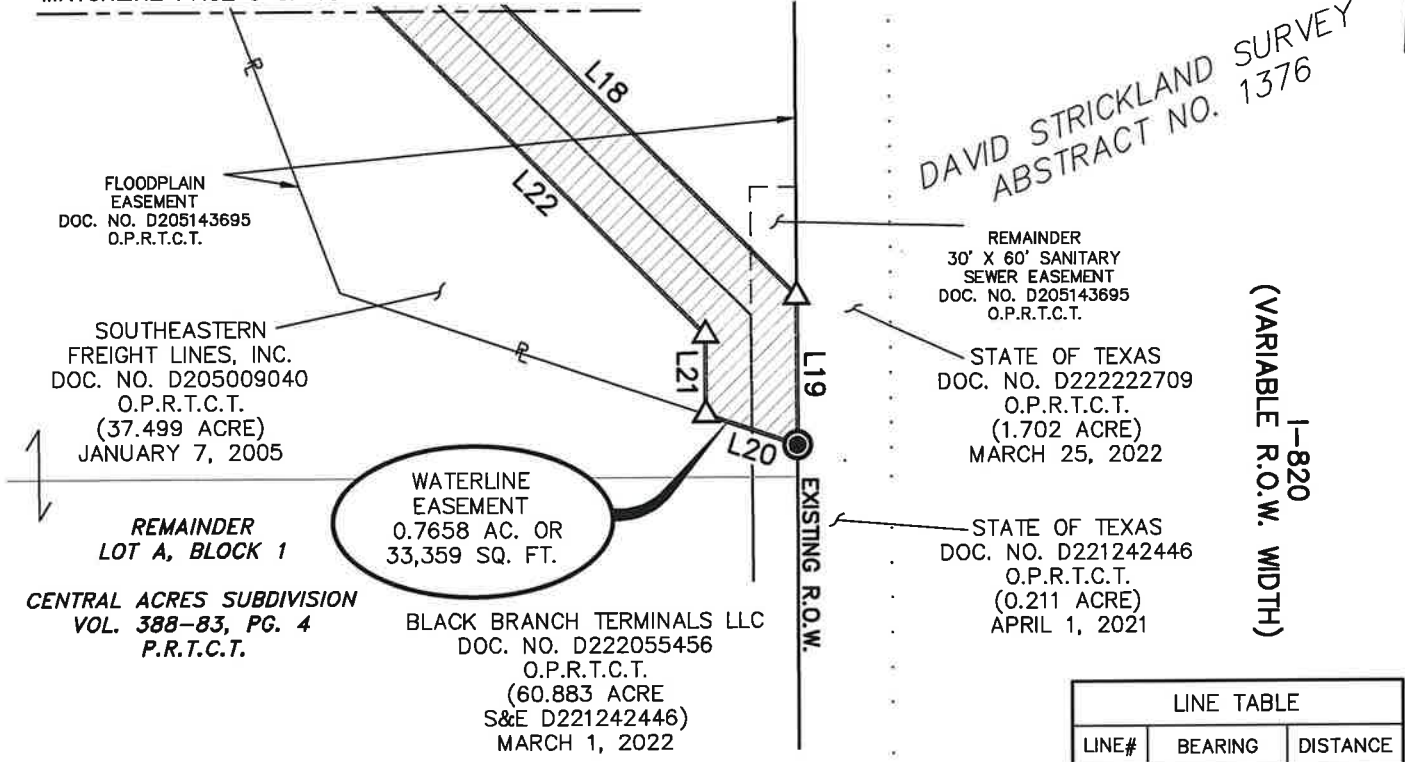 DAVID STRICKLAND SURVEY
ABSTRACT NO. 1376
L18
L22
FLOODPLAIN
EASEMENT
DOC. NO. D205143695
O.P.R.T.C.T.
REMAINDER
30' X 60' SANITARY
SEWER EASEMENT
DOC. NO. D205143695
O.P.R.T.C.T.
SOUTHEASTERN
FREIGHT LINES, INC.
DOC. NO. D205009040
O.P.R.T.C.T.
(37.499 ACRE)
JANUARY 7, 2005
L21
L19
L20
STATE OF TEXAS
DOC. NO. D222222709
O.P.R.T.C.T.
(1.702 ACRE)
MARCH 25, 2022
I-820
(VARIABLE R.O.W. WIDTH)
WATERLINE
EASEMENT
0.7658 AC. OR
33,359 SQ. FT.
EXISTING R.O.W.
STATE OF TEXAS
DOC. NO. D221242446
O.P.R.T.C.T.
(0.211 ACRE)
APRIL 1, 2021
REMAINDER
LOT A, BLOCK 1
CENTRAL ACRES SUBDIVISION
VOL. 388-83, PG. 4
P.R.T.C.T.
BLACK BRANCH TERMINALS LLC
DOC. NO. D222055456
O.P.R.T.C.T.
(60.883 ACRE
S&E D221242446)
MARCH 1, 2022
LINE TABLE
LINE# BEARING DISTANCE